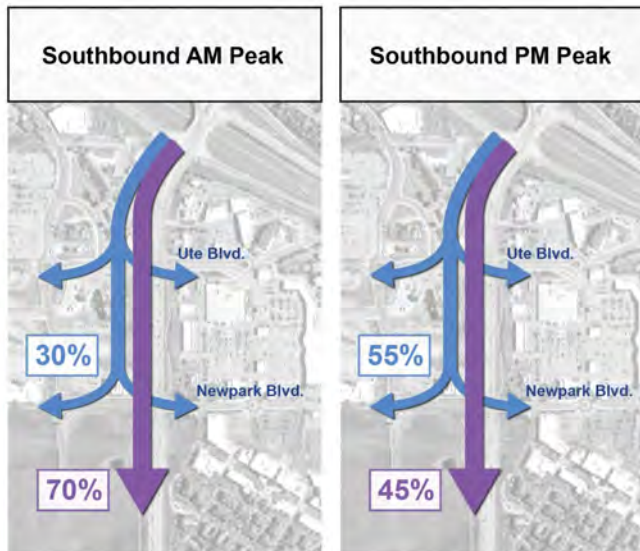 Southbound AM Peak
Ute Blvd.
30%
Newpark Blvd.
70%
Southbound PM Peak
Ute Blvd.
55%
Newpark Blvd.
45%